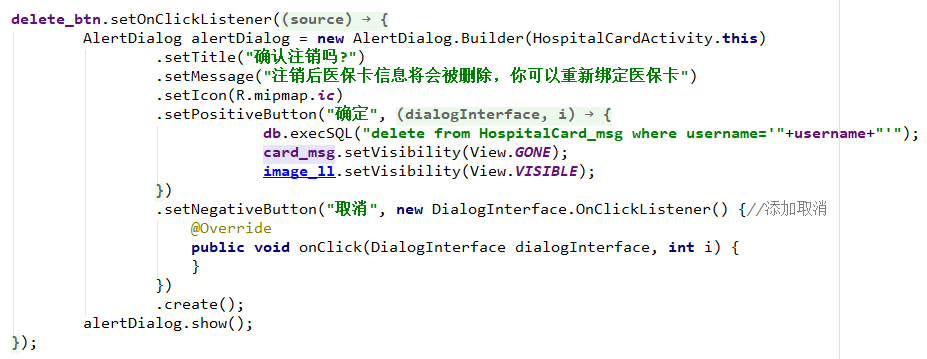 delete_btn.setOnClickListener((source) → {
        AlertDialog alertDialog = new AlertDialog.Builder(HospitalCardActivity.this)
                .setTitle("确认注销吗?")
                .setMessage("注销后医保卡信息将会被删除，你可以重新绑定医保卡")
                .setIcon(R.mipmap.ic)
                .setPositiveButton("确定", (dialogInterface, i) → {
                            db.execSQL("delete from HospitalCard_msg where username='"+username+"'");
                            card_msg.setVisibility(View.GONE);
                            image_ll.setVisibility(View.VISIBLE);
                })
                .setNegativeButton("取消", new DialogInterface.OnClickListener() {//添加取消
                    @Override
                    public void onClick(DialogInterface dialogInterface, int i) {
                    }
                })
                .create();
        alertDialog.show();
});